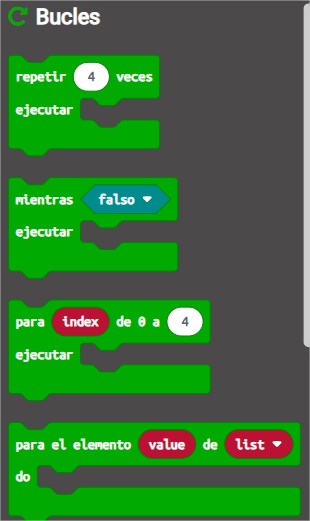 Bucles
repetir 4 veces
ejecutar
mientras falso
ejecutar
para index de 0 a 4
ejecutar
para el elemento value de list
do